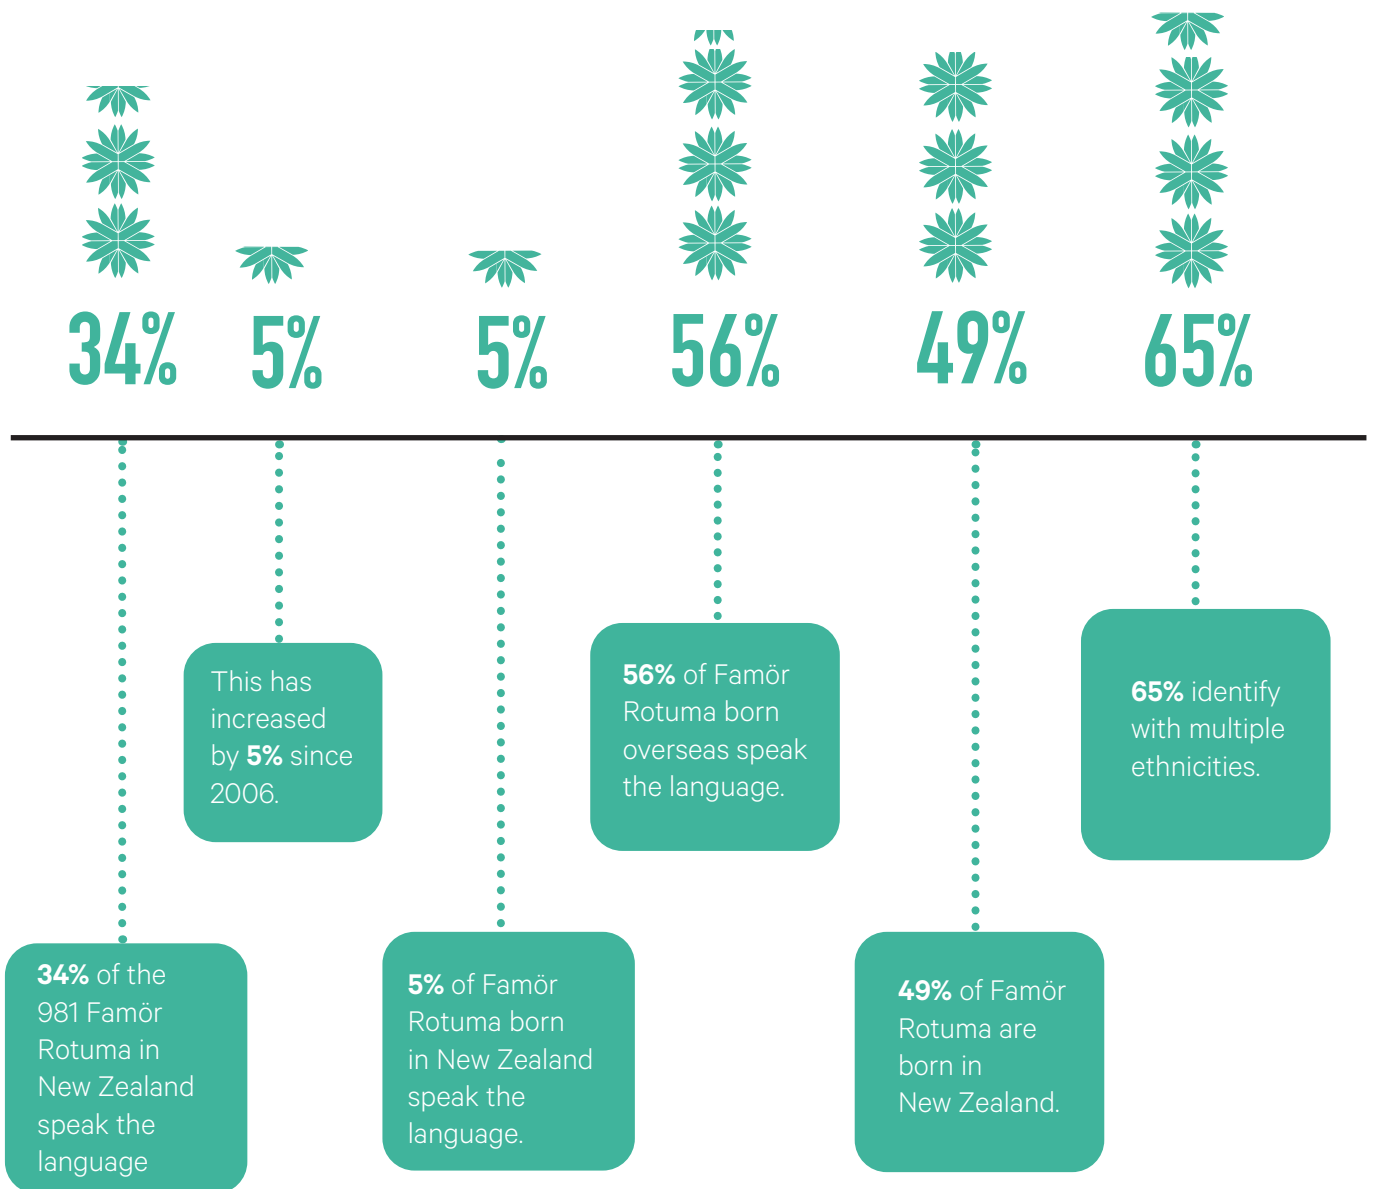 34%
5%
5%
56%
49%
65%
This has
increased
by 5% since
2006.
56% of Famör
Rotuma born
overseas speak
the language.
65% identify
with multiple
ethnicities.
34% of the
981 Famör
Rotuma in
New Zealand
speak the
language
5% of Famör
Rotuma born
in New Zealand
speak the
language.
49% of Famör
Rotuma are
born in
New Zealand.